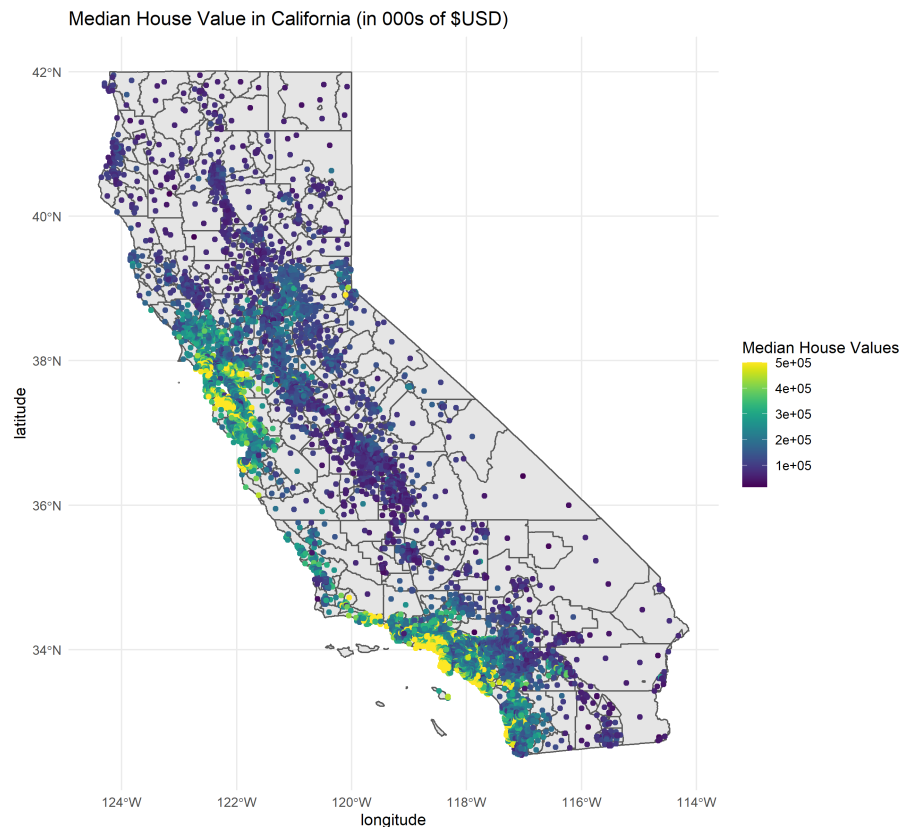 Median House Value in California (in 000s of $USD)
42°N
40°N
38°N
36°N
34°N
latitude
124°W 122°W 120°W 118°W 116°W 114°W
longitude
Median House Values
5e+05
4e+05
3e+05
2e+05
1e+05